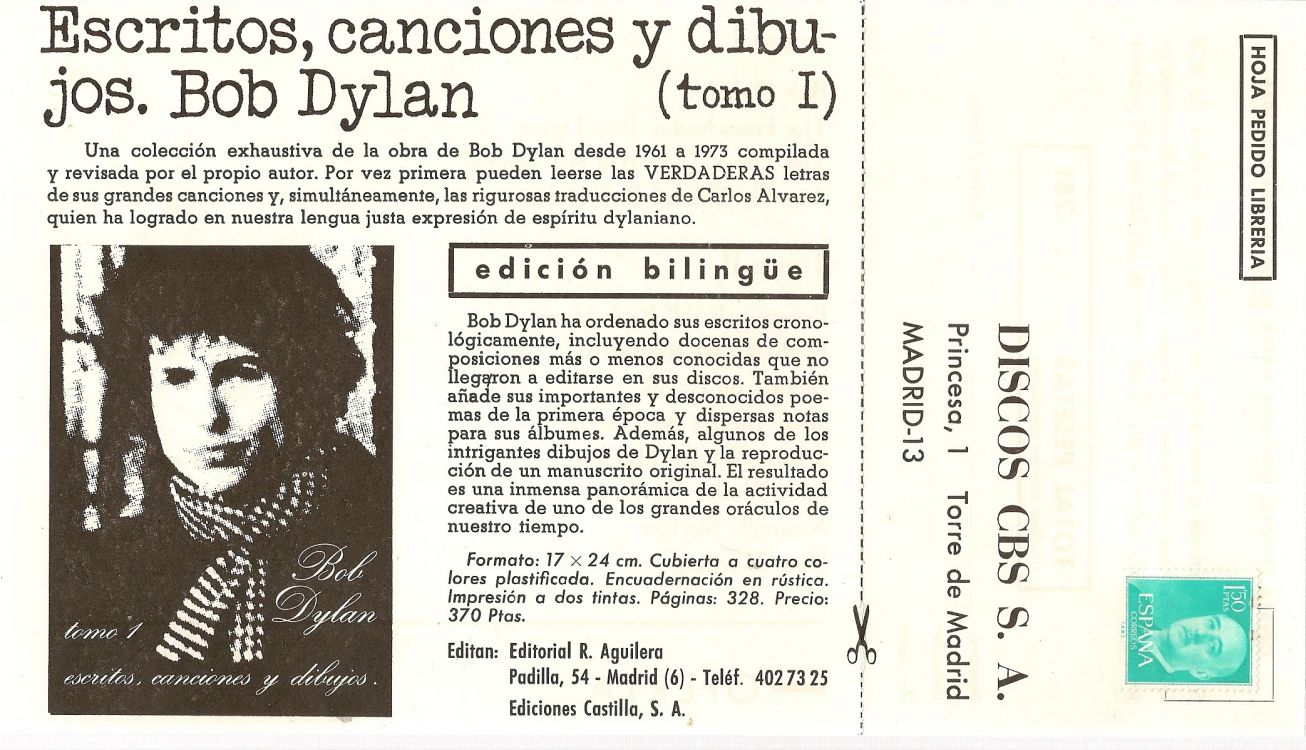 Escritos, canciones y dibu-
jos. Bob Dylan (tomo I)
Una colección exhaustiva de la obra de Bob Dylan desde 1961 a 1973 compilada
y revisada por el propio autor. Por vez primera pueden leerse las VERDADERAS letras
de sus grandes canciones y, simultáneamente, las rigurosas traducciones de Carlos Alvarez,
quien ha logrado en nuestra lengua justa expresión de espíritu dylaniano.
Bob
Dylan
tomo 1
escritos, canciones y dibujos.
edición bilingüe
Bob Dylan ha ordenado sus escritos crono-
lógicamente, incluyendo docenas de com-
posiciones más o menos conocidas que no
llegaron a editarse en sus discos. También
añade sus importantes y desconocidos poe-
mas de la primera época y dispersas notas
para sus álbumes. Además, algunos de los
intrigantes dibujos de Dylan y la reproduc-
ción de un manuscrito original. El resultado
es una inmensa panorámica de la actividad
creativa de uno de los grandes oráculos de
nuestro tiempo.
Formato: 17 × 24 cm. Cubierta a cuatro co-
lores plastificada. Encuadernación en rústica.
Impresión a dos tintas. Páginas: 328. Precio:
370 Ptas.
Editan: Editorial R. Aguilera
Padilla, 54 - Madrid (6) - Teléf. 402 73 25
Ediciones Castilla, S. A.
HOJA PEDIDO LIBRERIA
DISCOS CBS S. A.
Princesa, 1 Torre de Madrid
MADRID-13
1'50
PTAS
ESPAÑA
CORREOS